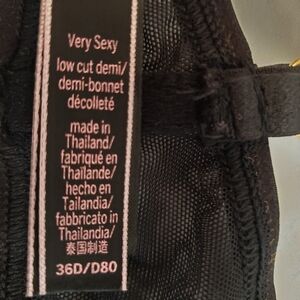 Very Sexy
low cut demi/
demi-bonnet
décolleté
made in
Thailand/
fabriqué en
Thaïlande/
hecho en
Tailandia/
fabbricato in
Thailandia/
泰国制造
36D/D80